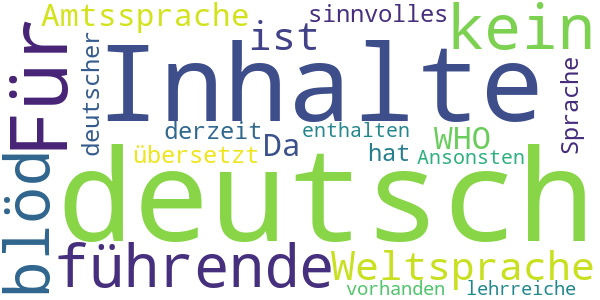 Amtssprache
sinnvolles
kein
Für
deutscher
ist
Inhalte
Sprache
derzeit
enthalten
WHO
übersetzt
Da
hat
Ansonsten
blöd
deutsch
führende
Weltsprache
vorhanden
lehrreiche